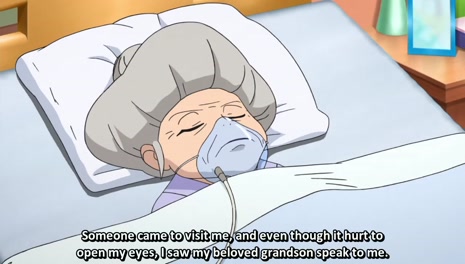 Someone came to visit me, and even though it hurt to
open my eyes, I saw my beloved grandson speak to me.